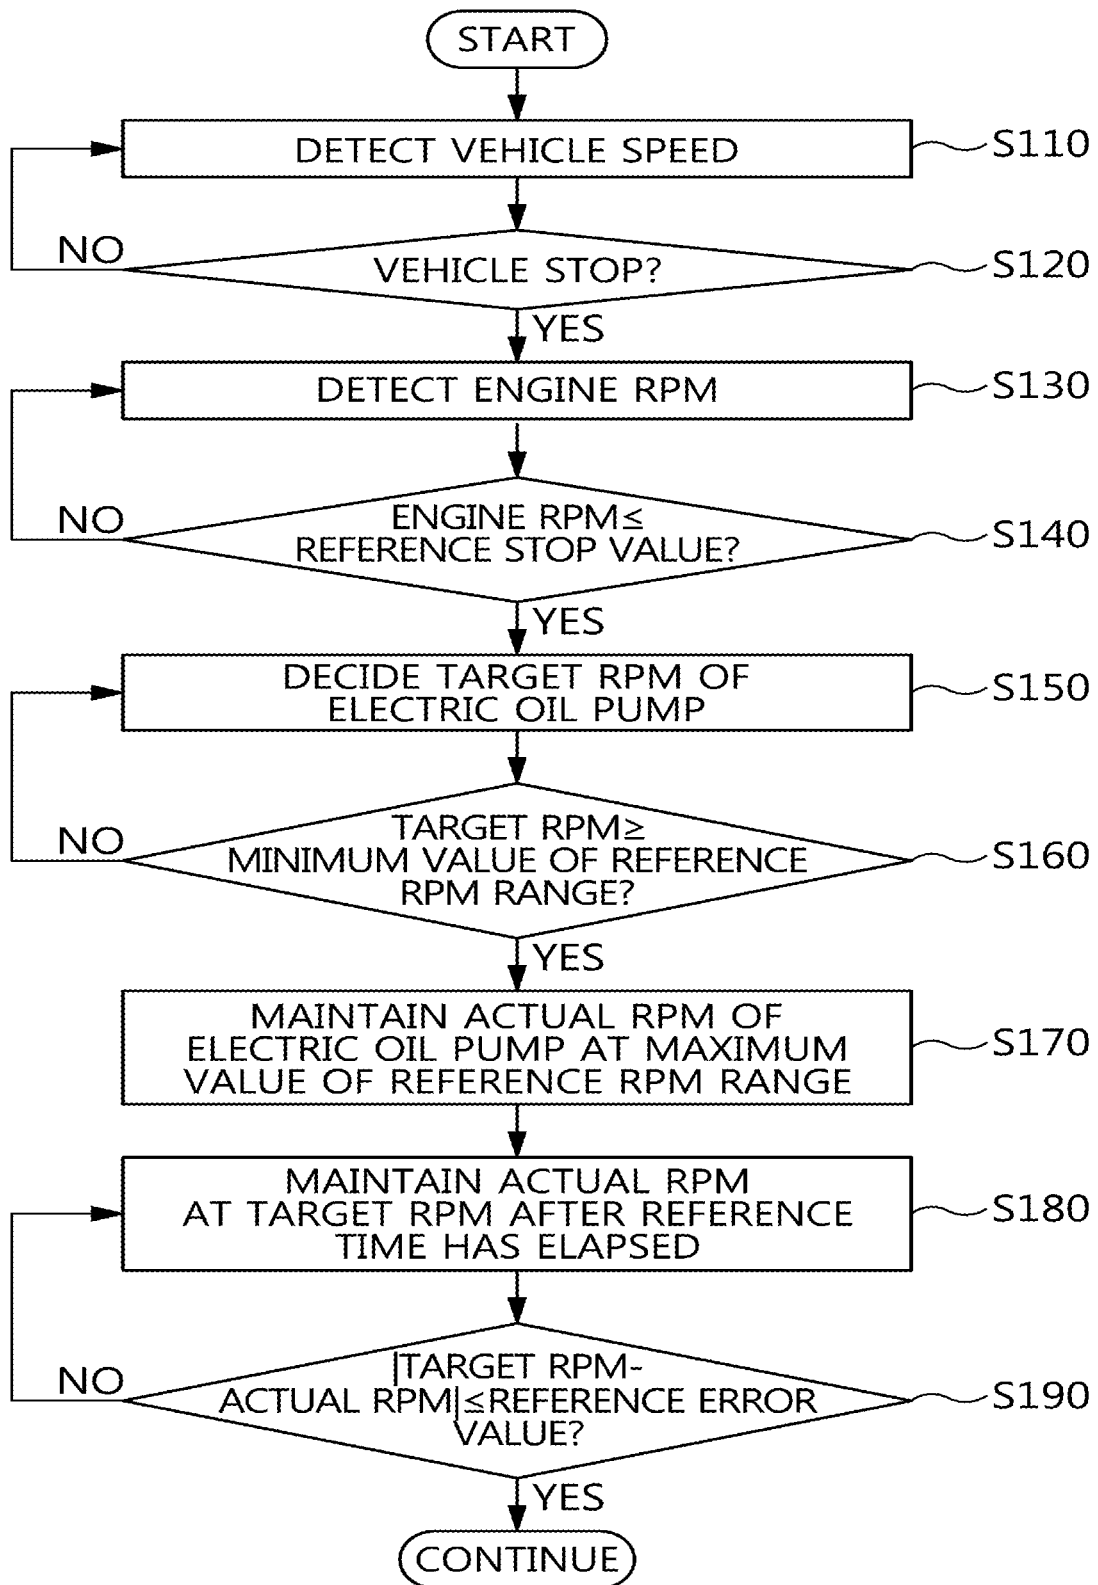 START
DETECT VEHICLE SPEED
S110
NO
VEHICLE STOP?
S120
YES
DETECT ENGINE RPM
S130
NO
ENGINE RPM≤
REFERENCE STOP VALUE?
S140
YES
DECIDE TARGET RPM OF
ELECTRIC OIL PUMP
S150
NO
TARGET RPM≥
MINIMUM VALUE OF REFERENCE
RPM RANGE?
S160
YES
MAINTAIN ACTUAL RPM OF
ELECTRIC OIL PUMP AT MAXIMUM
VALUE OF REFERENCE RPM RANGE
S170
MAINTAIN ACTUAL RPM
AT TARGET RPM AFTER REFERENCE
TIME HAS ELAPSED
S180
NO
|TARGET RPM-
ACTUAL RPM|≤REFERENCE ERROR
VALUE?
S190
YES
CONTINUE